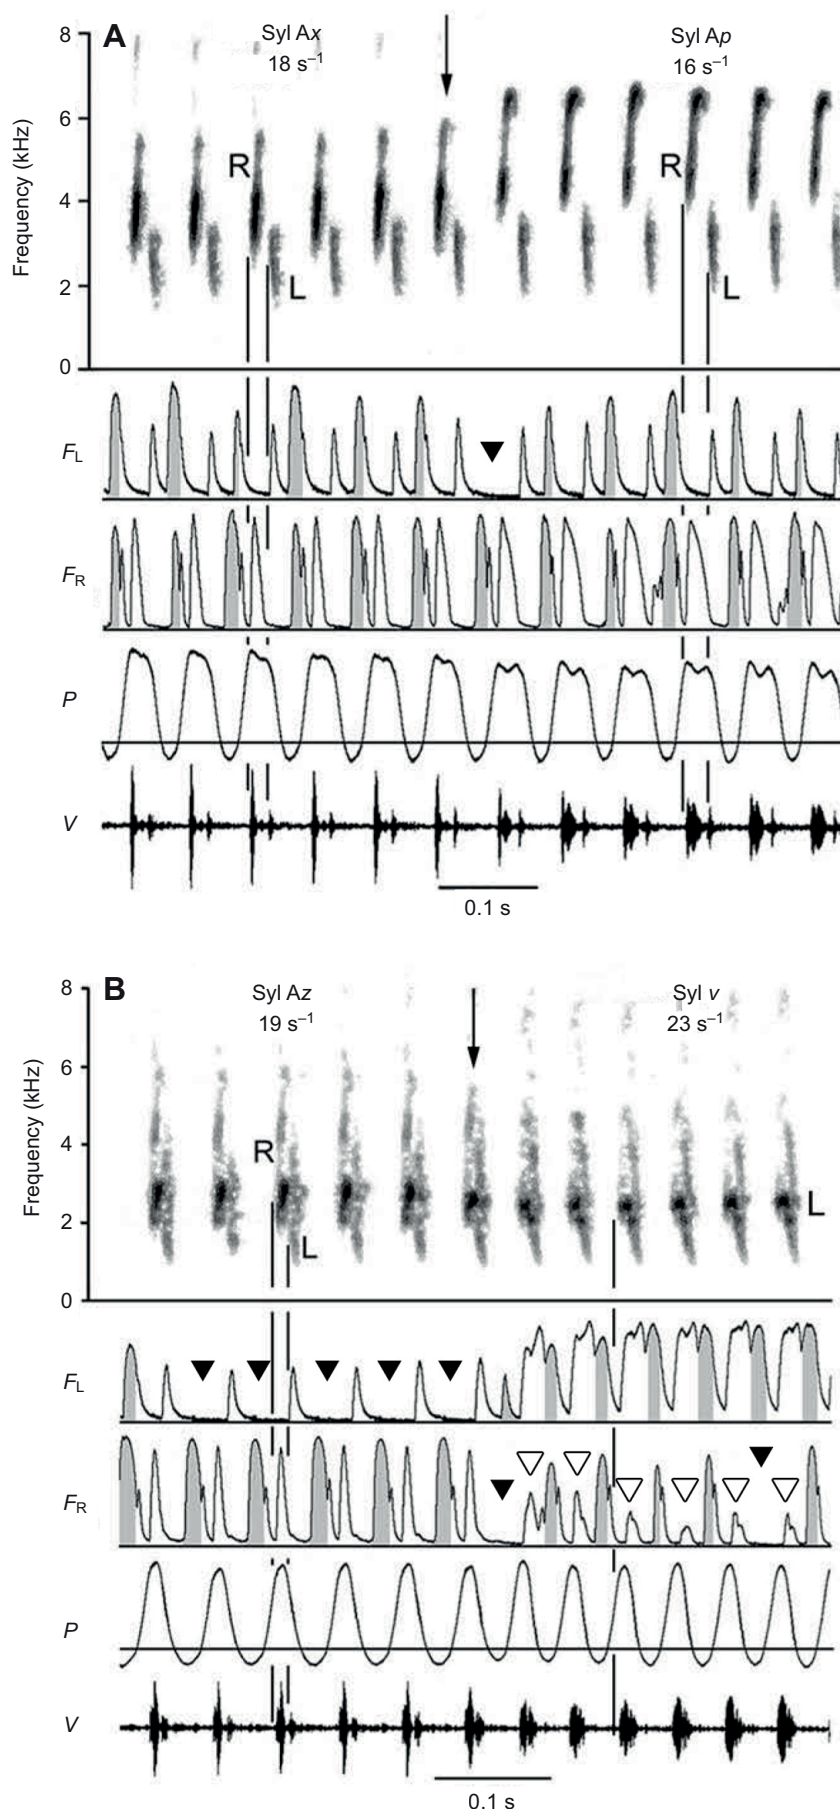 A
Syl Ax
18 s–1
Syl Ap
16 s–1
8
6
4
2
0
Frequency (kHz)
R
L
R
L
FL
FR
P
V
0.1 s
B
Syl Az
19 s–1
Syl v
23 s–1
8
6
4
2
0
Frequency (kHz)
R
L
L
FL
FR
P
V
0.1 s